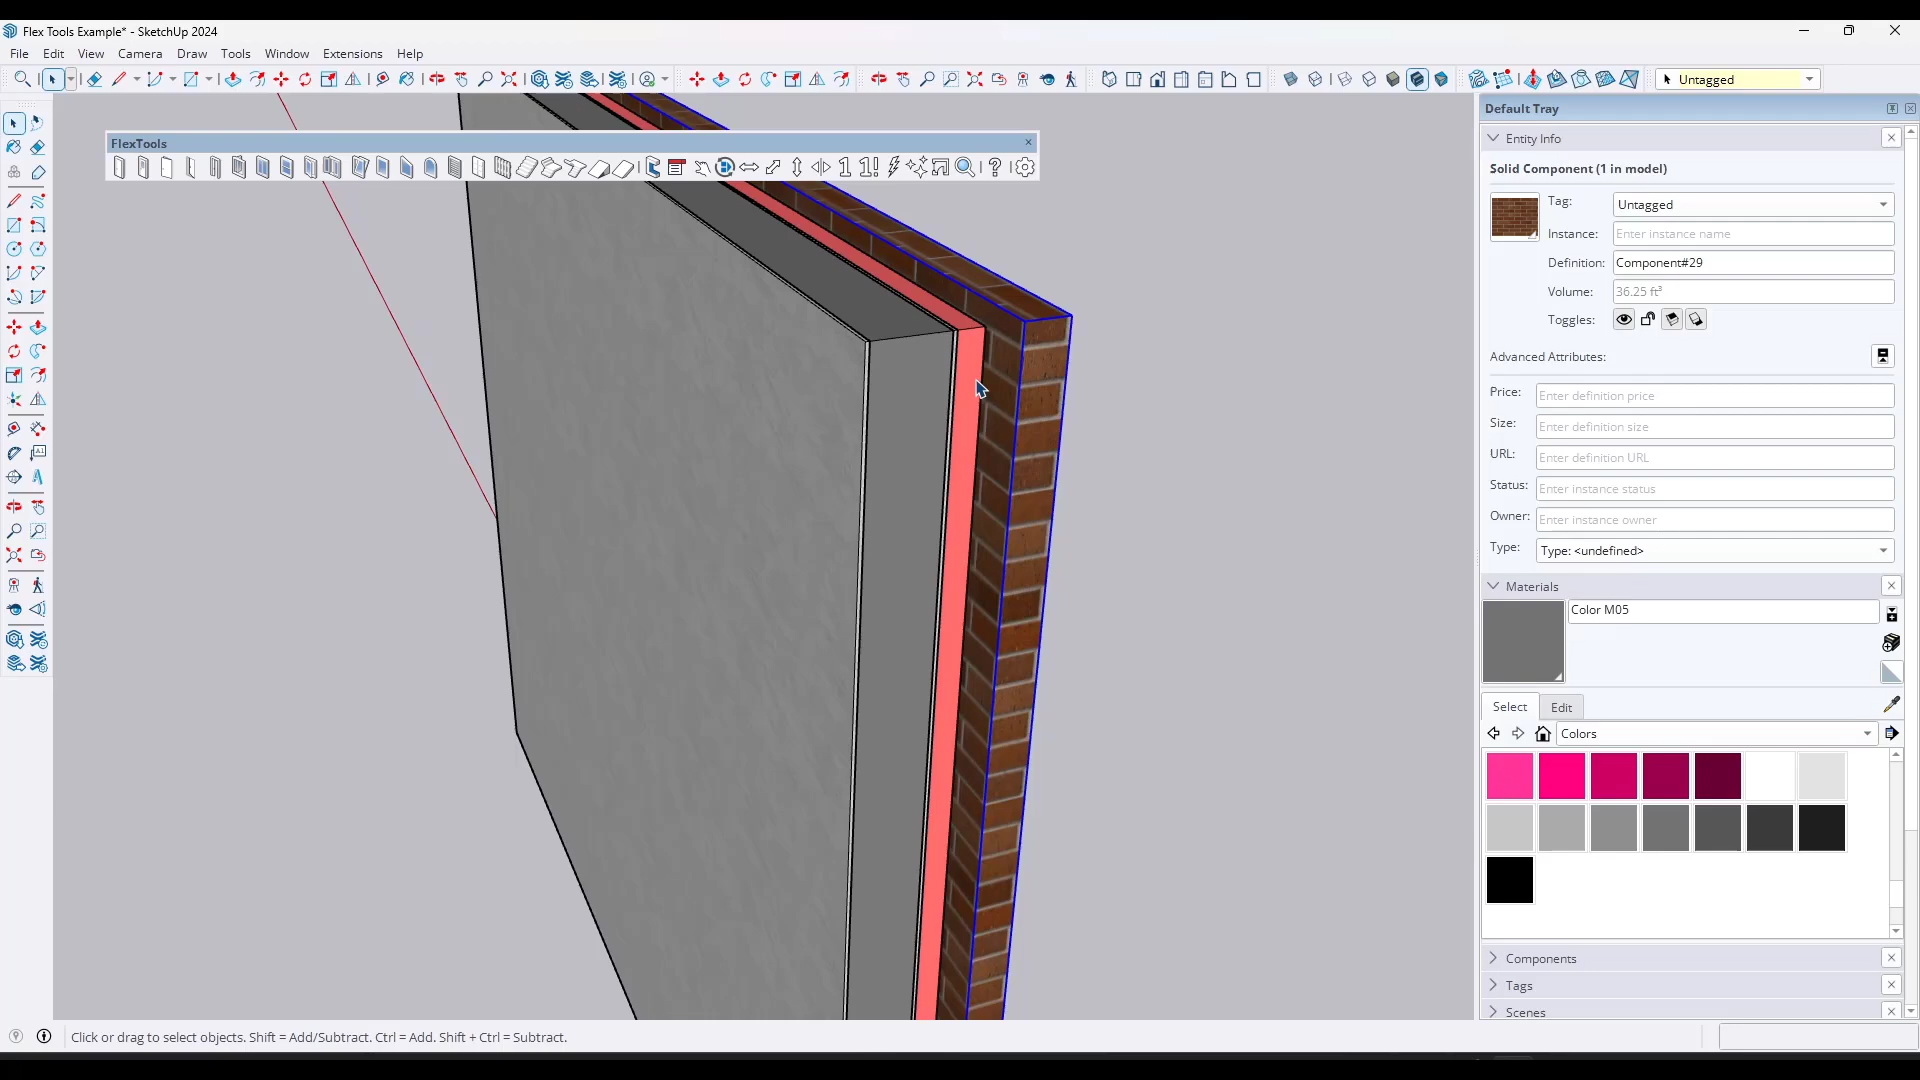 Flex Tools Example* - SketchUp 2024
File Edit View Camera Draw Tools Window Extensions Help
Untagged
Default Tray
FlexTools
Entity Info
Solid Component (1 in model)
Tag: Untagged
Instance: Enter instance name
Definition: Component#29
Volume: 36.25 ft³
Toggles:
Advanced Attributes:
Price: Enter definition price
Size: Enter definition size
URL: Enter definition URL
Status: Enter instance status
Owner: Enter instance owner
Type: Type: <undefined>
Materials
Color M05
Select Edit
Colors
Components
Tags
Scenes
Click or drag to select objects. Shift = Add/Subtract. Ctrl = Add. Shift + Ctrl = Subtract.